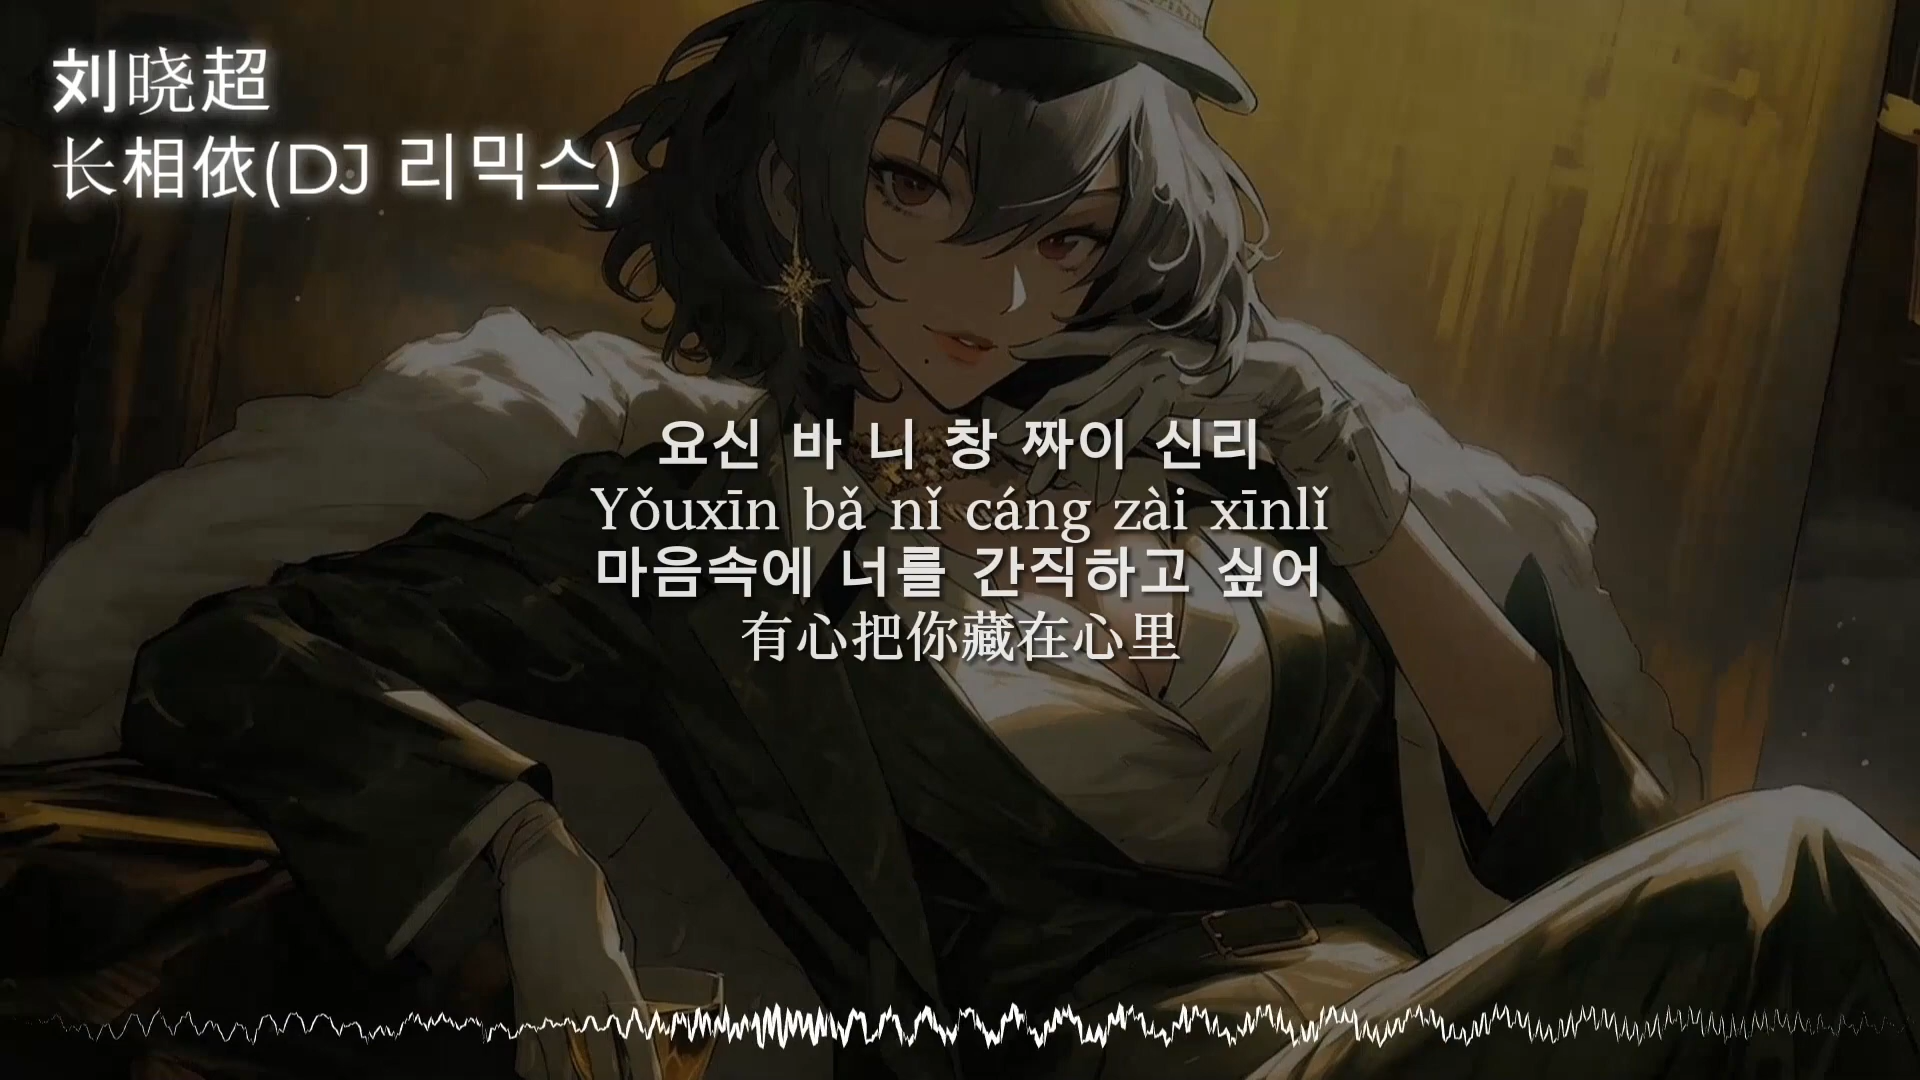 刘晓超
长相依(DJ 리믹스)
요신 바 니 창 짜이 신리
Yǒuxīn bǎ nǐ cáng zài xīnlǐ
마음속에 너를 간직하고 싶어
有心把你藏在心里